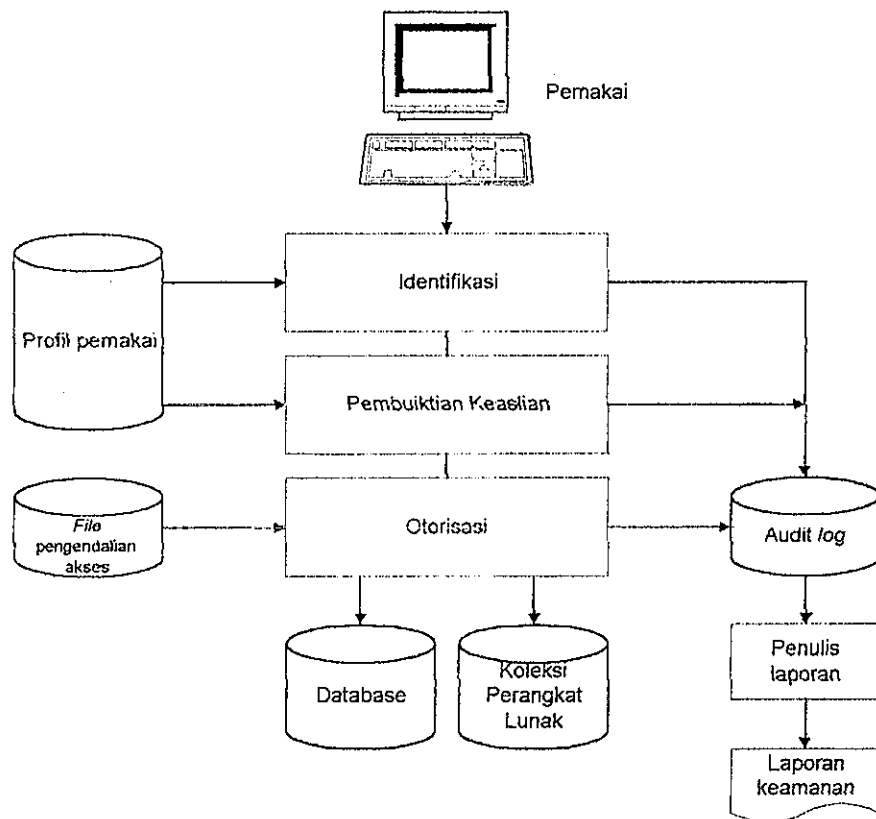 Pemakai
Identifikasi
Profil pemakai
Pembuiktian Keaslian
File
pengendalian
akses
Otorisasi
Audit log
Database
Koleksi
Perangkat
Lunak
Penulis
laporan
Laporan
keamanan